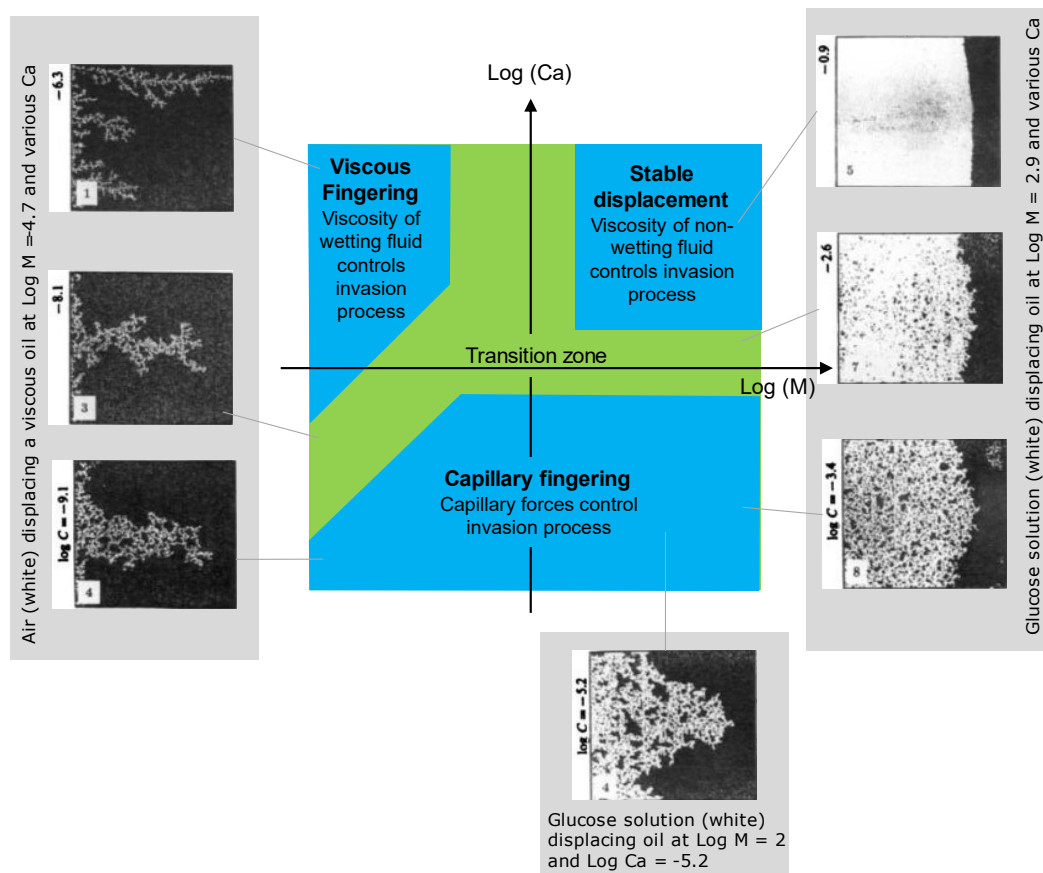 Air (white) displacing a viscous oil at Log M =-4.7 and various Ca
−6.3
1
−8.1
3
log C = −9.1
4
Log (Ca)
Viscous
Fingering
Viscosity of
wetting fluid
controls
invasion
process
Stable
displacement
Viscosity of non-
wetting fluid
controls invasion
process
Transition zone
Log (M)
Capillary fingering
Capillary forces control
invasion process
−0.9
5
−2.6
7
log C = −3.4
8
Glucose solution (white) displacing oil at Log M = 2.9 and various Ca
log C = −5.2
4
Glucose solution (white)
displacing oil at Log M = 2
and Log Ca = -5.2